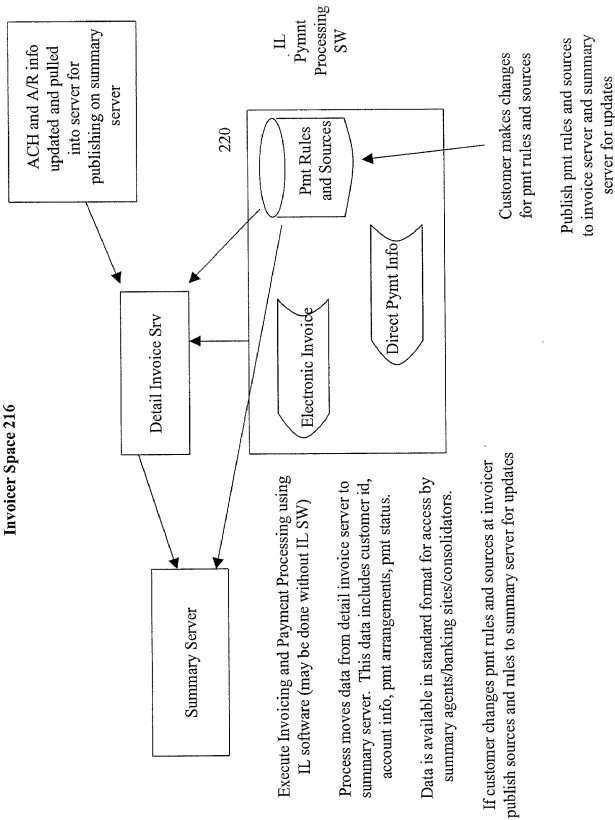 Invoicer Space 216
ACH and A/R info
updated and pulled
into server for
publishing on summary
server
Summary Server
Detail Invoice Srv
220
Pmt Rules
and Sources
Electronic Invoice
Direct Pymt Info
IL
Pymnt
Processing
SW
Execute Invoicing and Payment Processing using
IL software (may be done without IL SW)
Process moves data from detail invoice server to
summary server. This data includes customer id,
account info, pmt arrangements, pmt status.
Data is available in standard format for access by
summary agents/banking sites/consolidators.
If customer changes pmt rules and sources at invoicer
publish sources and rules to summary server for updates
Customer makes changes
for pmt rules and sources
Publish pmt rules and sources
to invoice server and summary
server for updates